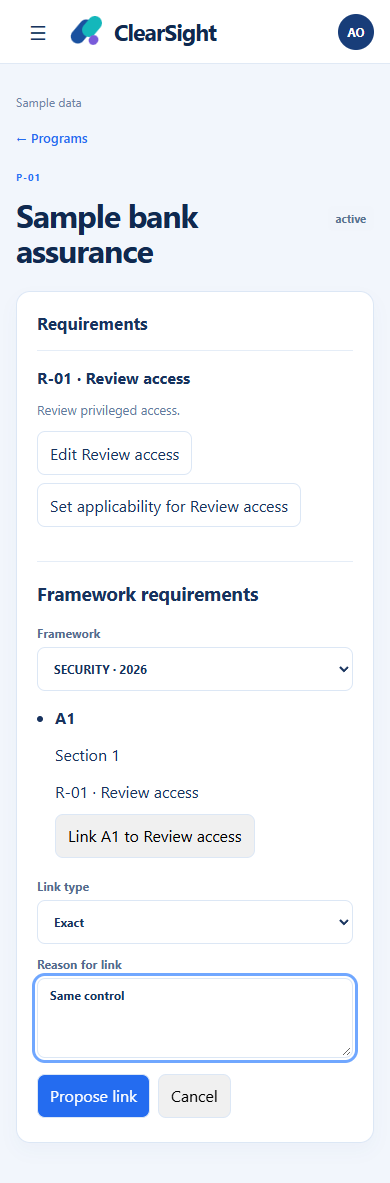 ☰ ClearSight AO
Sample data
← Programs
P-01
Sample bank
assurance
active
Requirements
R-01 · Review access
Review privileged access.
Edit Review access
Set applicability for Review access
Framework requirements
Framework
SECURITY · 2026
• A1
Section 1
R-01 · Review access
Link A1 to Review access
Link type
Exact
Reason for link
Same control
Propose link Cancel